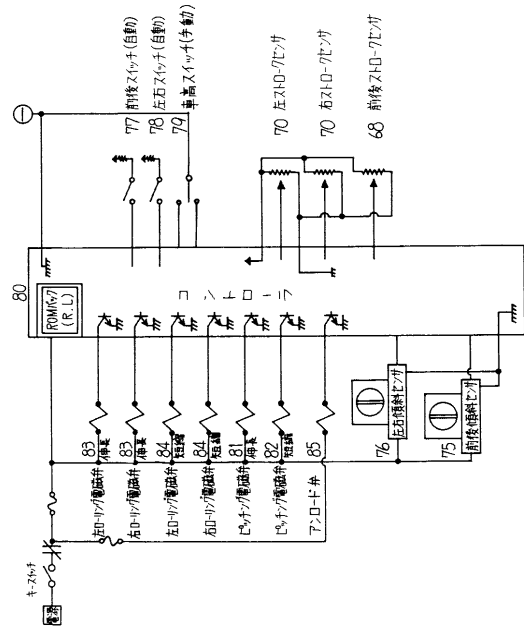 電源
キースイッチ
左ローリング電磁弁
伸長
83
右ローリング電磁弁
伸長
83
左ローリング電磁弁
短縮
84
右ローリング電磁弁
短縮
84
ピッチング電磁弁
伸長
81
ピッチング電磁弁
短縮
82
アンロード弁
85
76
左右傾斜センサ
75
前後傾斜センサ
80
ROMパック
(R.L)
コントローラ
77 前後スイッチ(自動)
78 左右スイッチ(自動)
79 車高スイッチ(手動)
70 左ストロークセンサ
70 右ストロークセンサ
68 前後ストロークセンサ